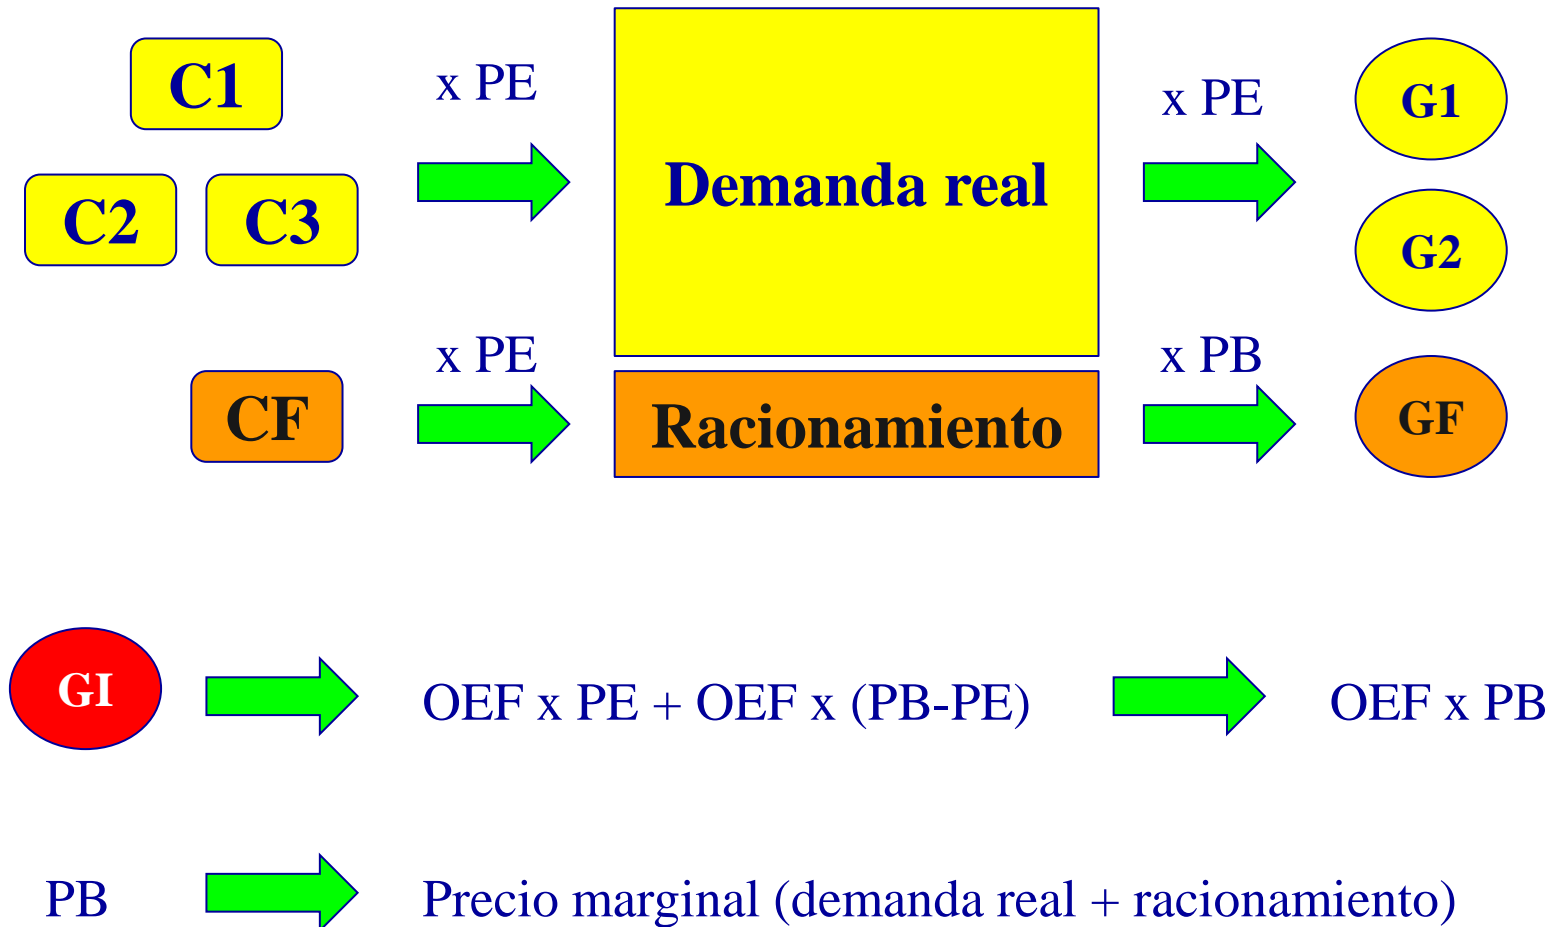 C1
x PE
x PE
G1
C2
C3
Demanda real
G2
x PE
x PB
CF
Racionamiento
GF
GI
OEF x PE + OEF x (PB-PE)
OEF x PB
PB
Precio marginal (demanda real + racionamiento)